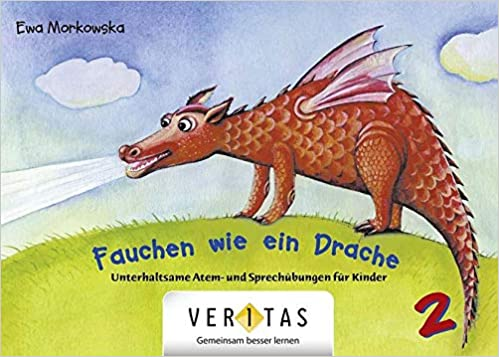 Ewa Morkowska
Fauchen wie ein Drache
Unterhaltsame Atem- und Sprechübungen für Kinder
2
VERITAS
Gemeinsam besser lernen